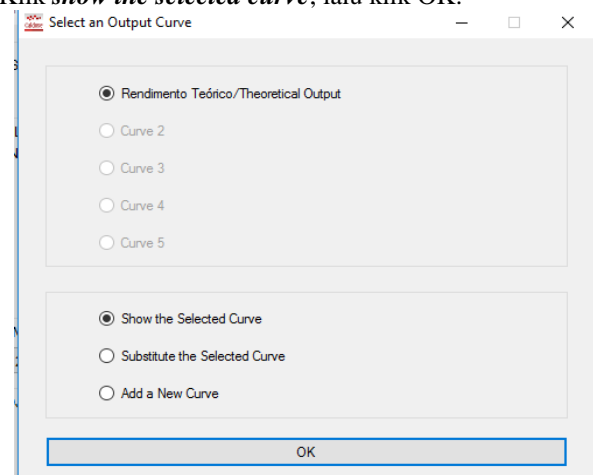 Klik show the selected curve, lalu klik OK.
Select an Output Curve
Rendimento Teórico/Theoretical Output
Curve 2
Curve 3
Curve 4
Curve 5
Show the Selected Curve
Substitute the Selected Curve
Add a New Curve
OK